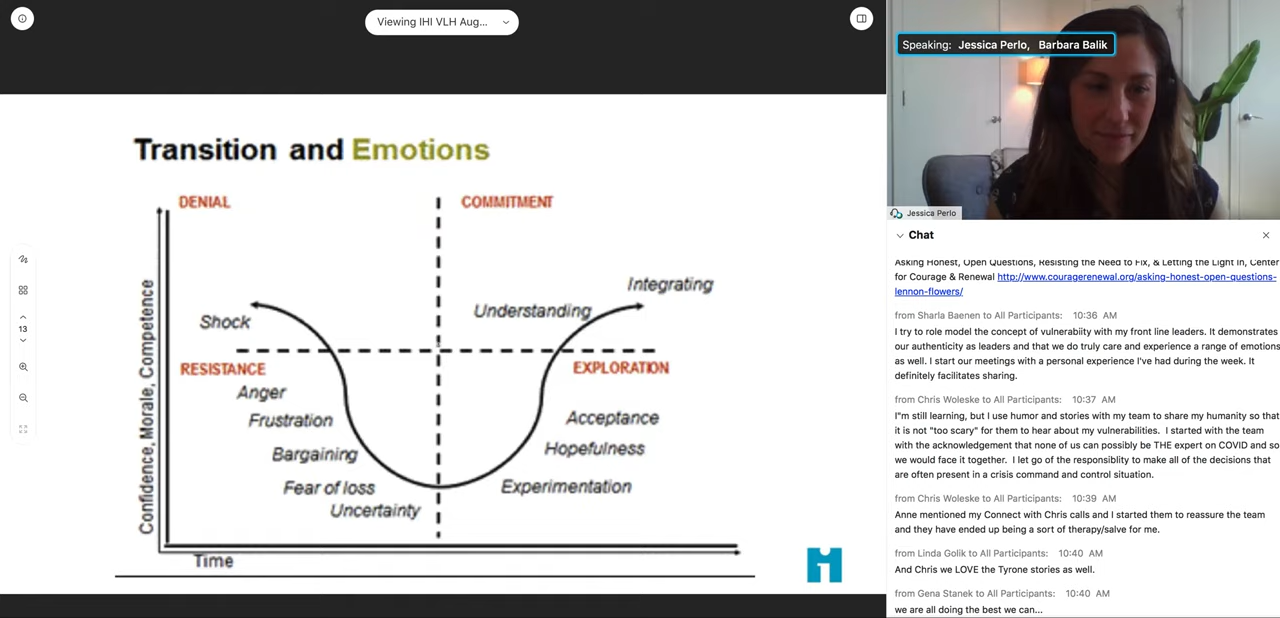 Viewing IHI VLH Aug...
Transition and Emotions
DENIAL
COMMITMENT
Integrating
Understanding
Shock
RESISTANCE
EXPLORATION
Anger
Frustration
Bargaining
Fear of loss
Uncertainty
Acceptance
Hopefulness
Experimentation
Confidence, Morale, Competence
Time
13
Speaking: Jessica Perlo, Barbara Balik
Jessica Perlo
Chat
Asking Honest, Open Questions, Resisting the Need to Fix, & Letting the Light In, Center
for Courage & Renewal http://www.couragerenewal.org/asking-honest-open-questions-
lennon-flowers/
from Sharla Baenen to All Participants: 10:36 AM
I try to role model the concept of vulnerabiity with my front line leaders. It demonstrates
our authenticity as leaders and that we do truly care and experience a range of emotions
as well. I start our meetings with a personal experience I've had during the week. It
definitely facilitates sharing.
from Chris Woleske to All Participants: 10:37 AM
I"m still learning, but I use humor and stories with my team to share my humanity so that
it is not "too scary" for them to hear about my vulnerabilities. I started with the team
with the acknowledgement that none of us can possibly be THE expert on COVID and so
we would face it together. I let go of the responsiblity to make all of the decisions that
are often present in a crisis command and control situation.
from Chris Woleske to All Participants: 10:39 AM
Anne mentioned my Connect with Chris calls and I started them to reassure the team
and they have ended up being a sort of therapy/salve for me.
from Linda Golik to All Participants: 10:40 AM
And Chris we LOVE the Tyrone stories as well.
from Gena Stanek to All Participants: 10:40 AM
we are all doing the best we can...